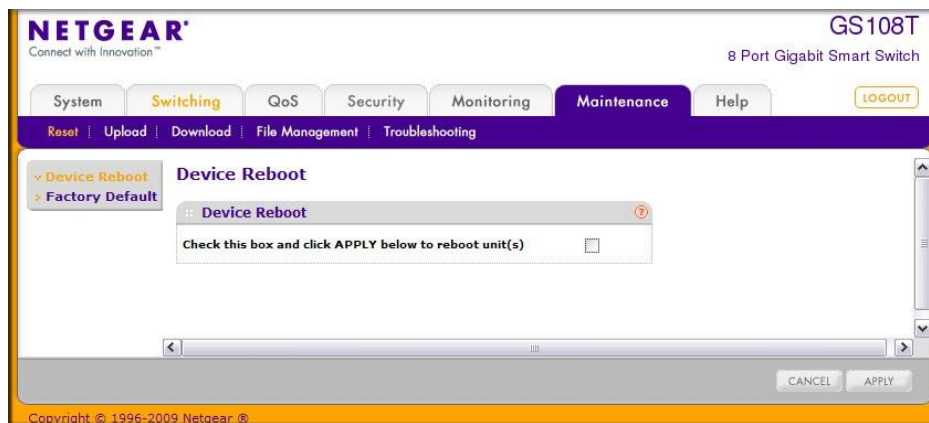 NETGEAR®
Connect with Innovation™
GS108T
8 Port Gigabit Smart Switch
System Switching QoS Security Monitoring Maintenance Help LOGOUT
Reset | Upload | Download | File Management | Troubleshooting
Device Reboot
Factory Default
Device Reboot
Device Reboot ?
Check this box and click APPLY below to reboot unit(s)
CANCEL APPLY
Copyright © 1996-2009 Netgear ®